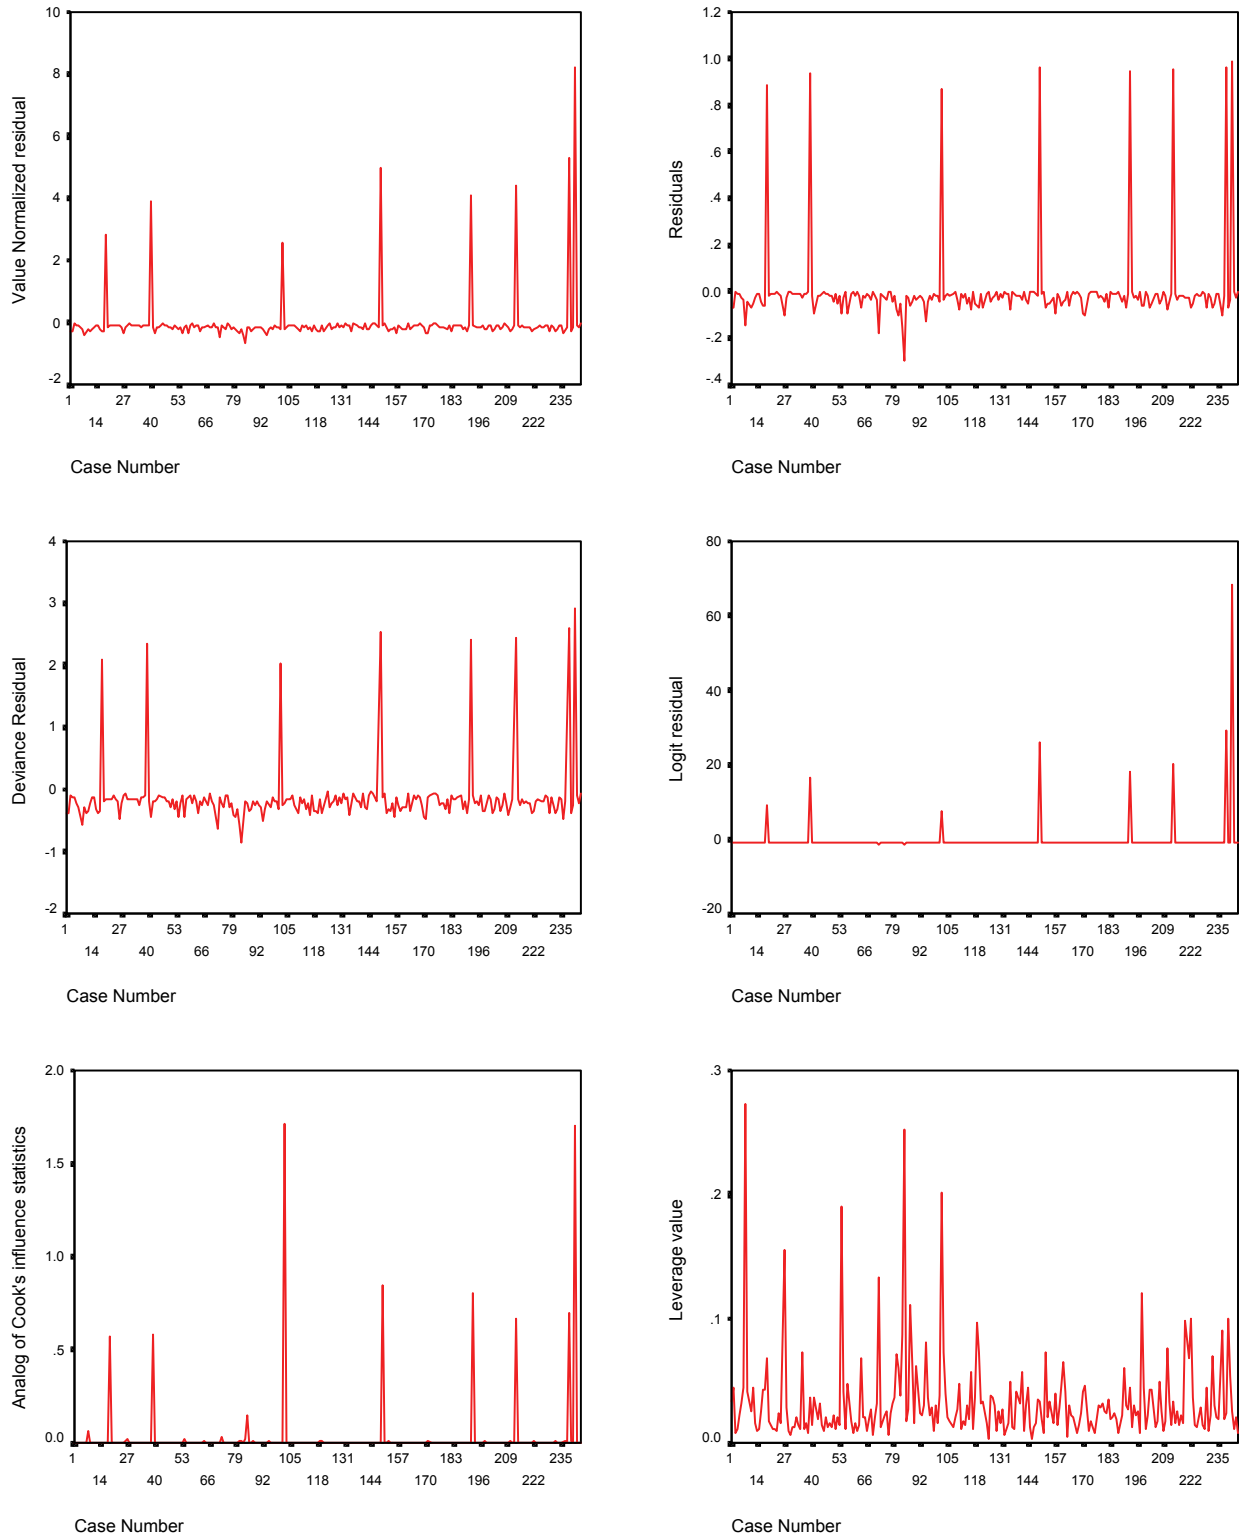 10
8
6
4
2
0
-2
Value Normalized residual
1 27 53 79 105 131 157 183 209 235
14 40 66 92 118 144 170 196 222
Case Number
1.2
1.0
.8
.6
.4
.2
0.0
-.2
-.4
Residuals
1 27 53 79 105 131 157 183 209 235
14 40 66 92 118 144 170 196 222
Case Number
4
3
2
1
0
-1
-2
Deviance Residual
1 27 53 79 105 131 157 183 209 235
14 40 66 92 118 144 170 196 222
Case Number
80
60
40
20
0
-20
Logit residual
1 27 53 79 105 131 157 183 209 235
14 40 66 92 118 144 170 196 222
Case Number
2.0
1.5
1.0
.5
0.0
Analog of Cook's influence statistics
1 27 53 79 105 131 157 183 209 235
14 40 66 92 118 144 170 196 222
Case Number
.3
.2
.1
0.0
Leverage value
1 27 53 79 105 131 157 183 209 235
14 40 66 92 118 144 170 196 222
Case Number